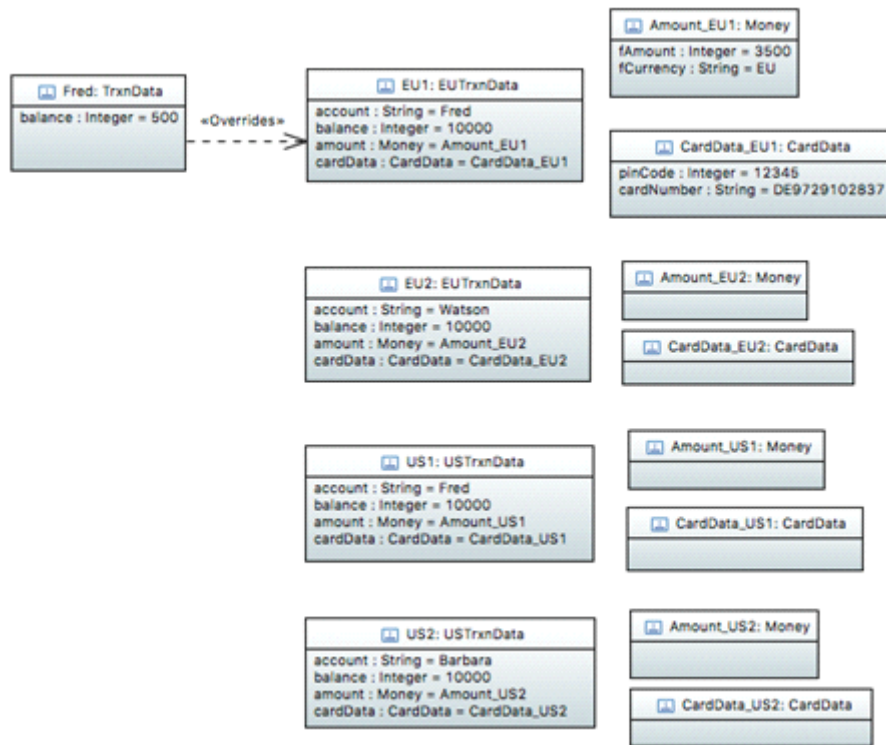 Fred: TrxnData
balance : Integer = 500
«Overrides»
EU1: EUTrxnData
account : String = Fred
balance : Integer = 10000
amount : Money = Amount_EU1
cardData : CardData = CardData_EU1
Amount_EU1: Money
fAmount : Integer = 3500
fCurrency : String = EU
CardData_EU1: CardData
pinCode : Integer = 12345
cardNumber : String = DE9729102837
EU2: EUTrxnData
account : String = Watson
balance : Integer = 10000
amount : Money = Amount_EU2
cardData : CardData = CardData_EU2
Amount_EU2: Money
CardData_EU2: CardData
US1: USTrxnData
account : String = Fred
balance : Integer = 10000
amount : Money = Amount_US1
cardData : CardData = CardData_US1
Amount_US1: Money
CardData_US1: CardData
US2: USTrxnData
account : String = Barbara
balance : Integer = 10000
amount : Money = Amount_US2
cardData : CardData = CardData_US2
Amount_US2: Money
CardData_US2: CardData